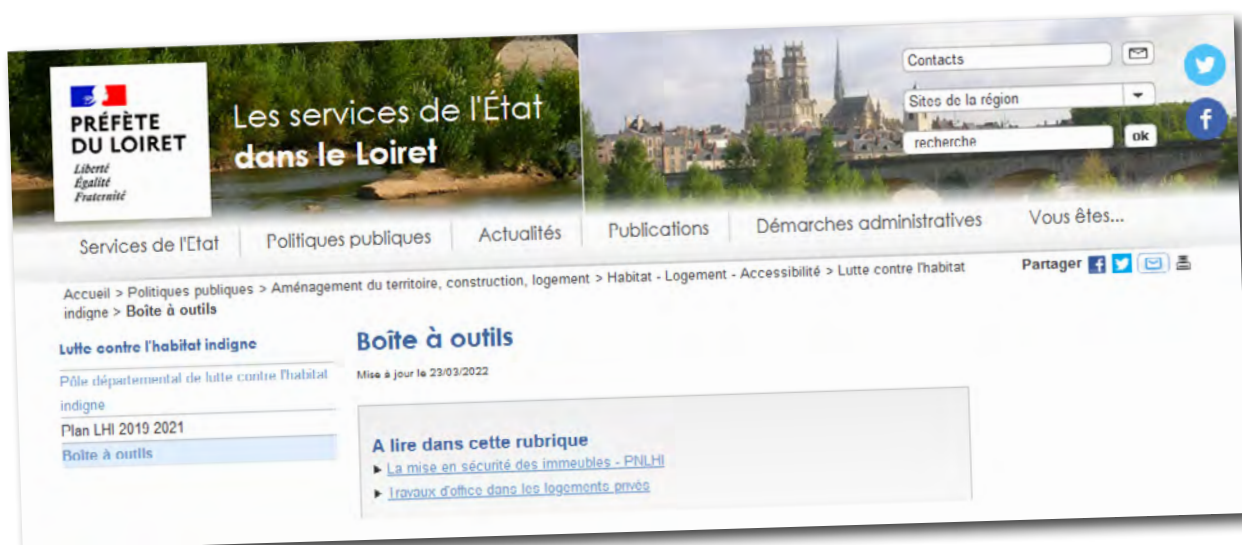 PRÉFÈTE
DU LOIRET
Liberté
Égalité
Fraternité
Les services de l'État
dans le Loiret
Contacts
Sites de la région
recherche
ok
Services de l'Etat
Politiques publiques
Actualités
Publications
Démarches administratives
Vous êtes...
Accueil > Politiques publiques > Aménagement du territoire, construction, logement > Habitat - Logement - Accessibilité > Lutte contre l'habitat
indigne > Boîte à outils
Partager
Lutte contre l'habitat indigne
Pôle départemental de lutte contre l'habitat
indigne
Plan LHI 2019 2021
Boîte à outils
Boîte à outils
Mise à jour le 23/03/2022
A lire dans cette rubrique
La mise en sécurité des immeubles - PNLHI
Travaux d'office dans les logements privés